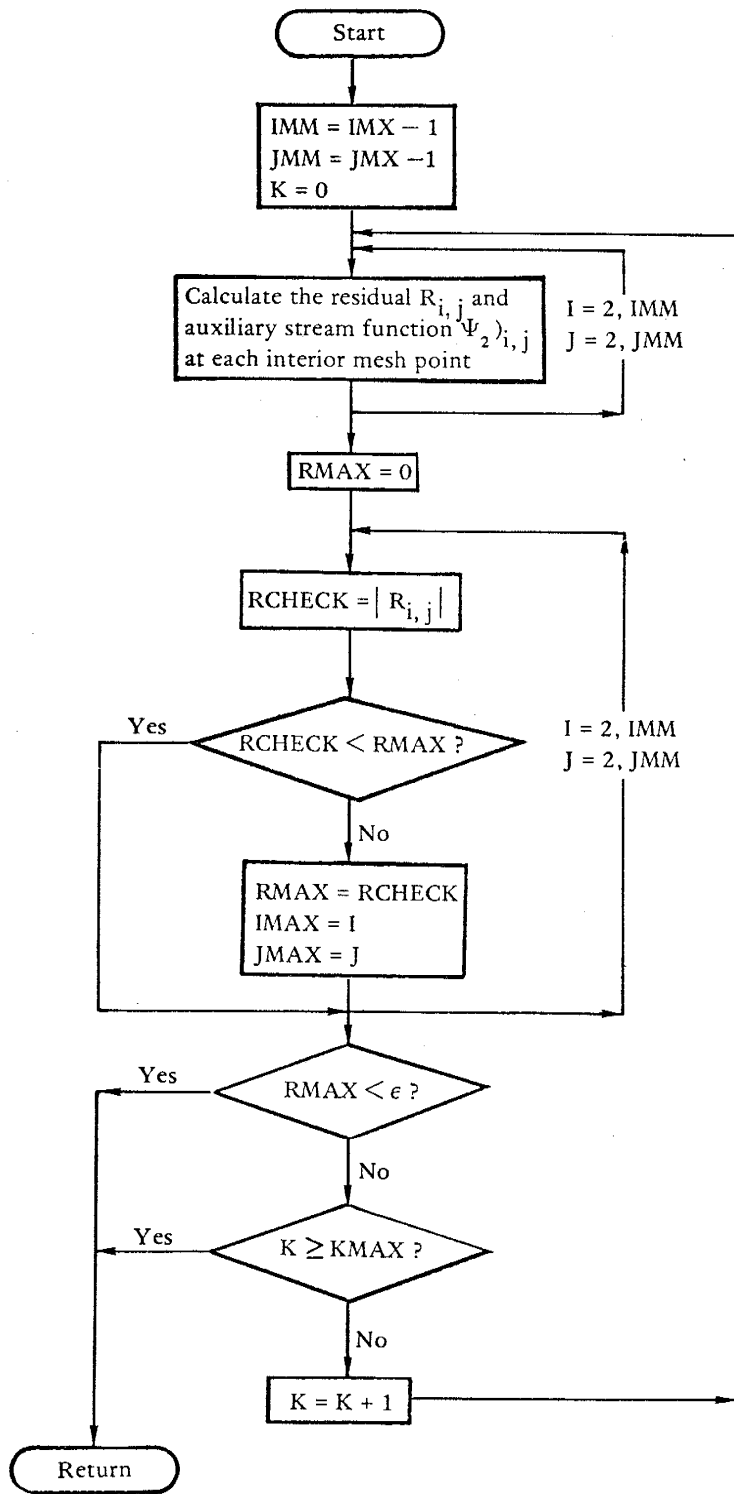 Start
IMM = IMX − 1
JMM = JMX −1
K = 0
Calculate the residual R_{i, j} and
auxiliary stream function Ψ_2)_{i, j}
at each interior mesh point
I = 2, IMM
J = 2, JMM
RMAX = 0
RCHECK = | R_{i, j} |
Yes
RCHECK < RMAX ?
I = 2, IMM
J = 2, JMM
No
RMAX = RCHECK
IMAX = I
JMAX = J
Yes
RMAX < ϵ ?
No
Yes
K ≥ KMAX ?
No
K = K + 1
Return